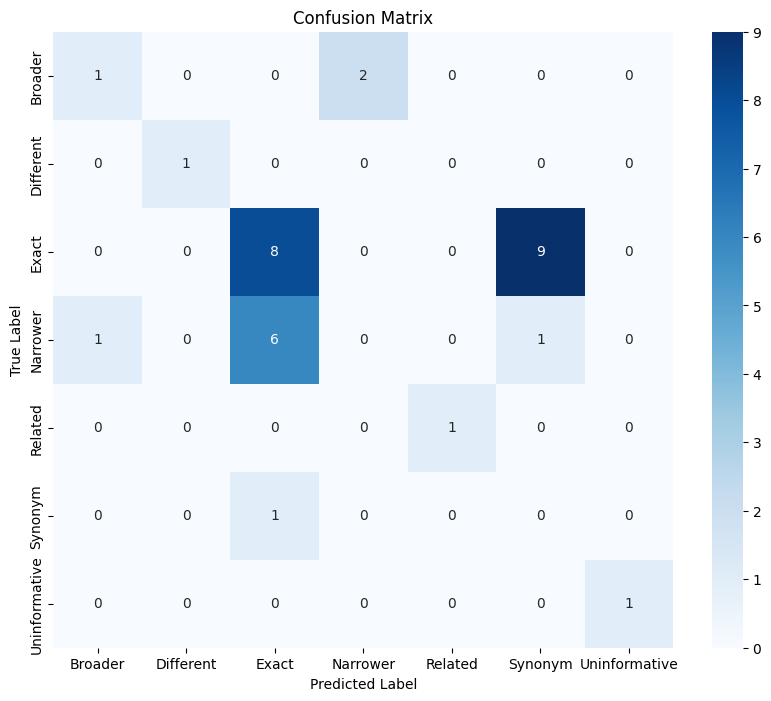 Confusion Matrix
Broader 1 0 0 2 0 0 0
Different 0 1 0 0 0 0 0
Exact 0 0 8 0 0 9 0
Narrower 1 0 6 0 0 1 0
Related 0 0 0 0 1 0 0
Synonym 0 0 1 0 0 0 0
Uninformative 0 0 0 0 0 0 1
Broader Different Exact Narrower Related Synonym Uninformative
Predicted Label
True Label
9
8
7
6
5
4
3
2
1
0